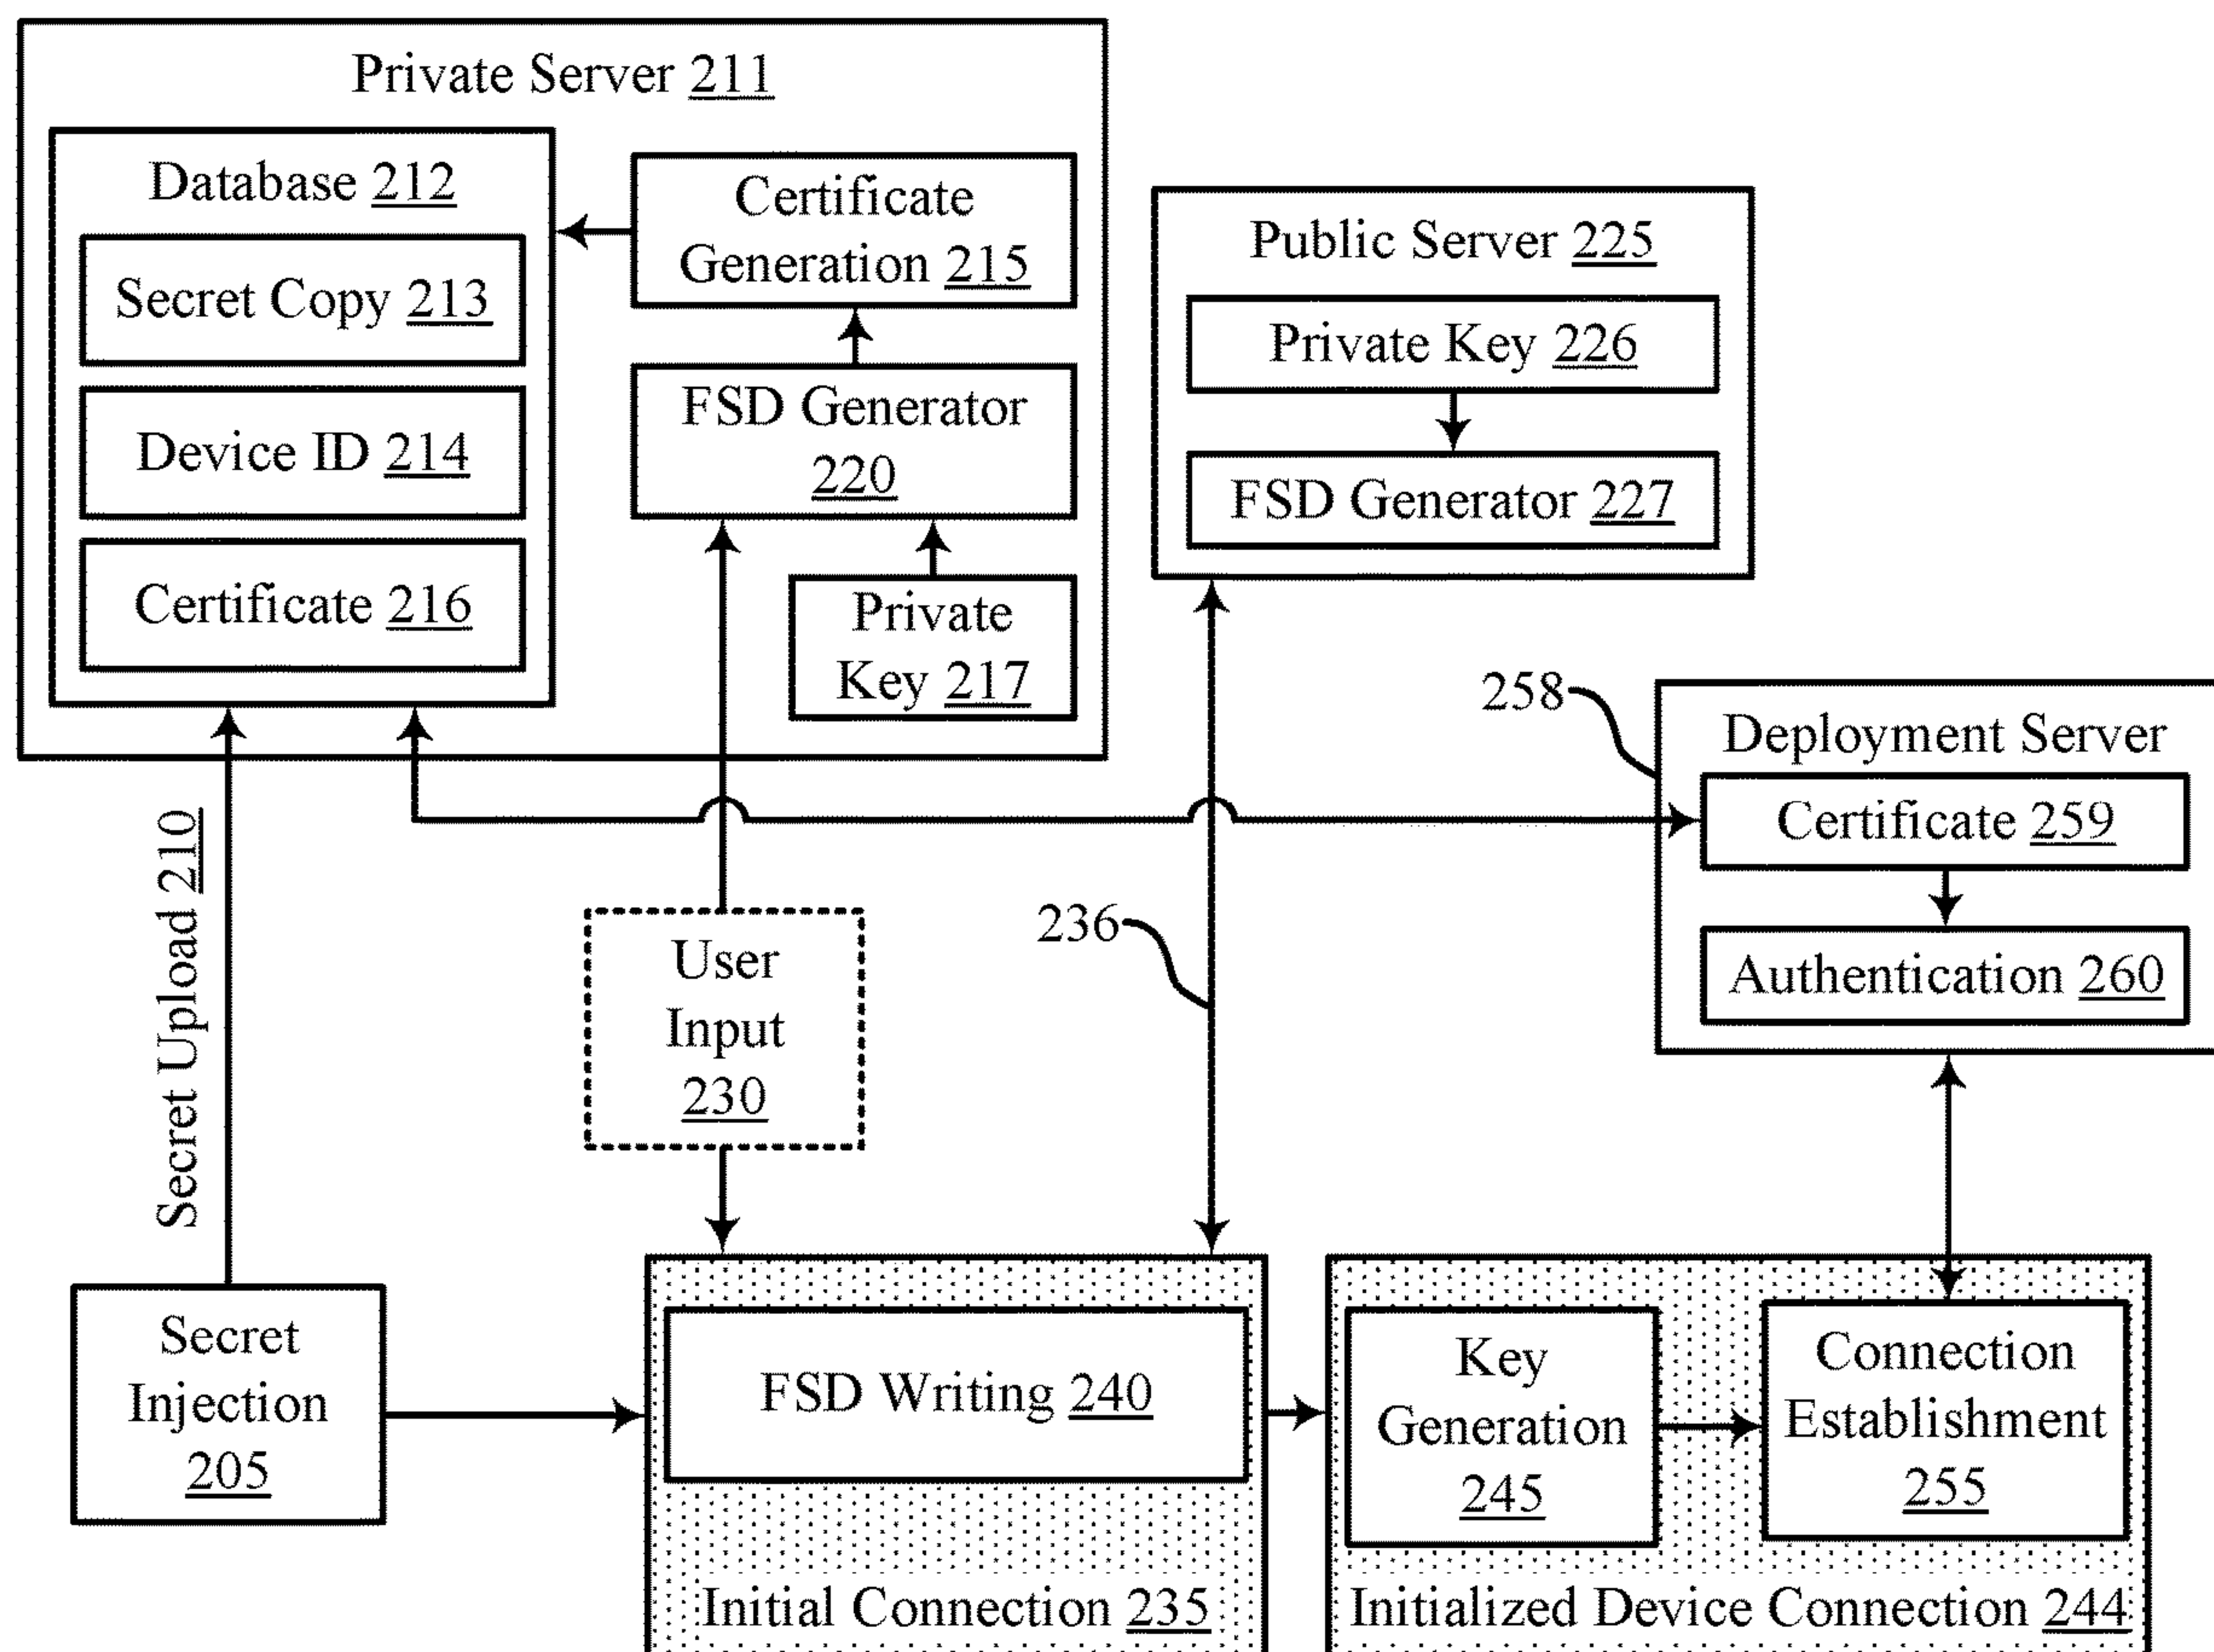 Private Server 211
Database 212
Secret Copy 213
Device ID 214
Certificate 216
Certificate
Generation 215
FSD Generator
220
Private
Key 217
Public Server 225
Private Key 226
FSD Generator 227
258
Deployment Server
Certificate 259
Authentication 260
Secret Upload 210
User
Input
230
236
Secret
Injection
205
FSD Writing 240
Initial Connection 235
Key
Generation
245
Connection
Establishment
255
Initialized Device Connection 244